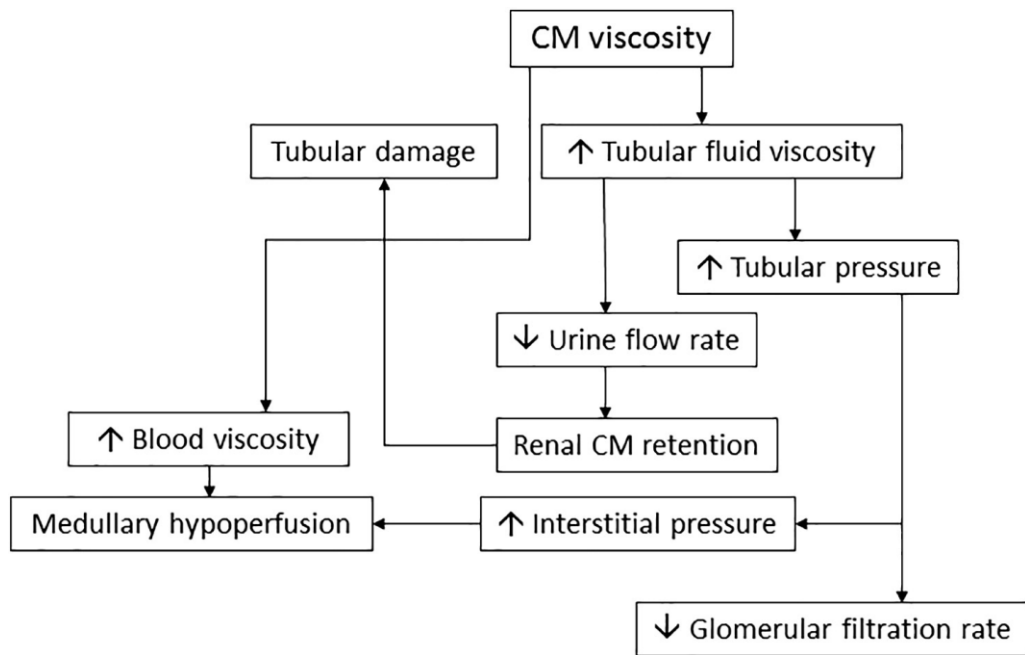 CM viscosity
Tubular damage
↑ Tubular fluid viscosity
↑ Tubular pressure
↓ Urine flow rate
↑ Blood viscosity
Renal CM retention
Medullary hypoperfusion
↑ Interstitial pressure
↓ Glomerular filtration rate